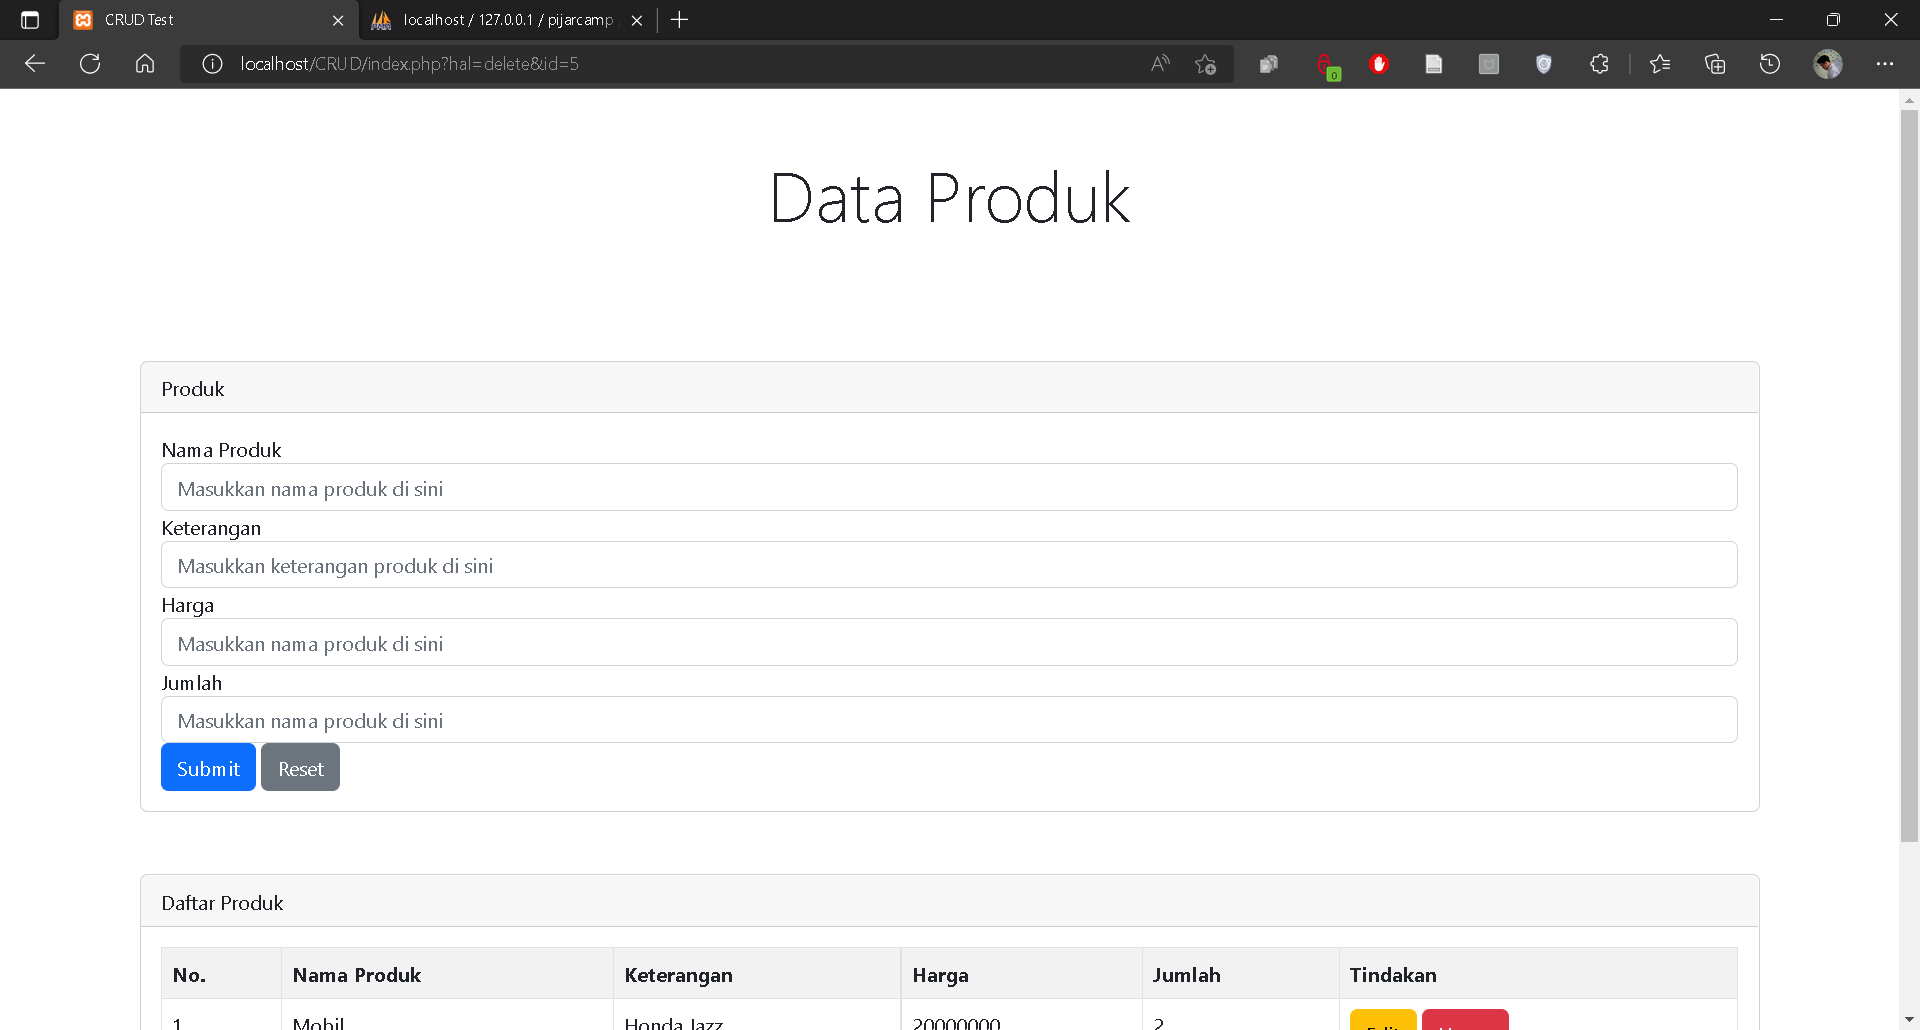 CRUD Test
localhost / 127.0.0.1 / pijarcamp
localhost/CRUD/index.php?hal=delete&id=5
0
Data Produk
Produk
Nama Produk
Masukkan nama produk di sini
Keterangan
Masukkan keterangan produk di sini
Harga
Masukkan nama produk di sini
Jumlah
Masukkan nama produk di sini
Submit Reset
Daftar Produk
No. Nama Produk Keterangan Harga Jumlah Tindakan
1 Mobil Honda Jazz 20000000 2 Edit